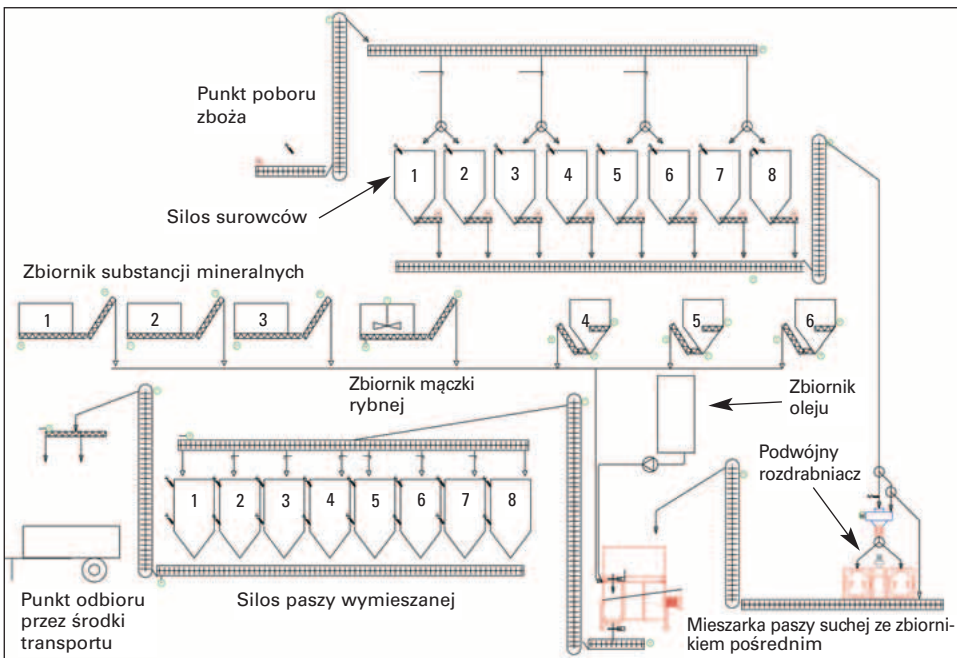 Punkt poboru
zboża
1 2 3 4 5 6 7 8
Silos surowców
Zbiornik substancji mineralnych
1 2 3 4 5 6
Zbiornik mączki
rybnej
Zbiornik
oleju
Podwójny
rozdrabniacz
1 2 3 4 5 6 7 8
Punkt odbioru
przez środki
transportu
Silos paszy wymieszanej
Mieszarka paszy suchej ze zbiorni-
kiem pośrednim